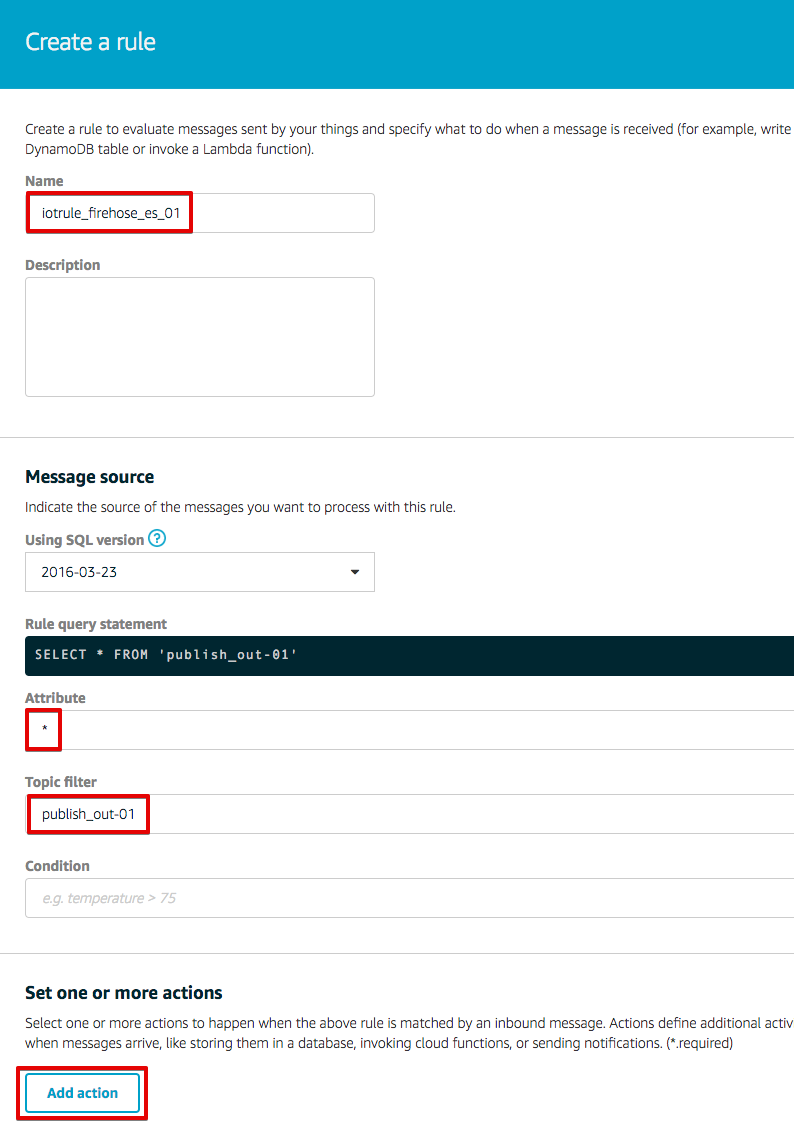 Create a rule
Create a rule to evaluate messages sent by your things and specify what to do when a message is received (for example, write
DynamoDB table or invoke a Lambda function).
Name
iotrule_firehose_es_01
Description
Message source
Indicate the source of the messages you want to process with this rule.
Using SQL version ?
2016-03-23
Rule query statement
SELECT * FROM 'publish_out-01'
Attribute
*
Topic filter
publish_out-01
Condition
e.g. temperature > 75
Set one or more actions
Select one or more actions to happen when the above rule is matched by an inbound message. Actions define additional activ
when messages arrive, like storing them in a database, invoking cloud functions, or sending notifications. (*.required)
Add action